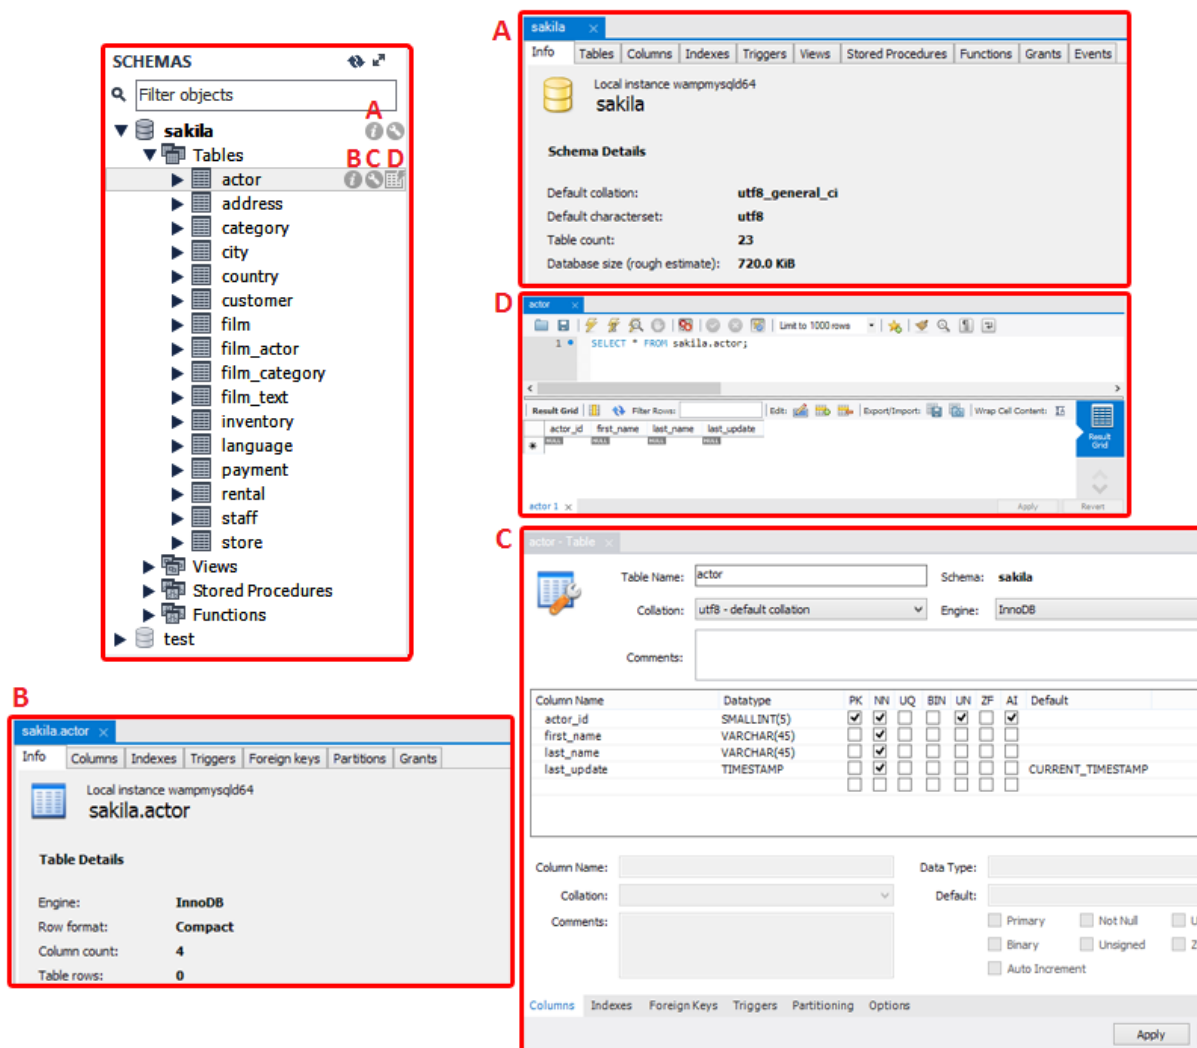 SCHEMAS
Filter objects
A
sakila
Tables
B C D
actor
address
category
city
country
customer
film
film_actor
film_category
film_text
inventory
language
payment
rental
staff
store
Views
Stored Procedures
Functions
test
A
sakila ×
Info Tables Columns Indexes Triggers Views Stored Procedures Functions Grants Events
Local instance wampmysqld64
sakila
Schema Details
Default collation: utf8_general_ci
Default characterset: utf8
Table count: 23
Database size (rough estimate): 720.0 KiB
D
actor ×
Limit to 1000 rows
1 SELECT * FROM sakila.actor;
Result Grid Filter Rows: Edit: Export/Import: Wrap Cell Content:
actor_id first_name last_name last_update
NULL NULL NULL NULL
Result
Grid
actor 1 × Apply Revert
C
actor - Table ×
Table Name: actor Schema: sakila
Collation: utf8 - default collation Engine: InnoDB
Comments:
Column Name Datatype PK NN UQ BIN UN ZF AI Default
actor_id SMALLINT(5)
first_name VARCHAR(45)
last_name VARCHAR(45)
last_update TIMESTAMP CURRENT_TIMESTAMP
Column Name: Data Type:
Collation: Default:
Comments: Primary Not Null U
Binary Unsigned Z
Auto Increment
Columns Indexes Foreign Keys Triggers Partitioning Options
Apply
B
sakila.actor ×
Info Columns Indexes Triggers Foreign keys Partitions Grants
Local instance wampmysqld64
sakila.actor
Table Details
Engine: InnoDB
Row format: Compact
Column count: 4
Table rows: 0